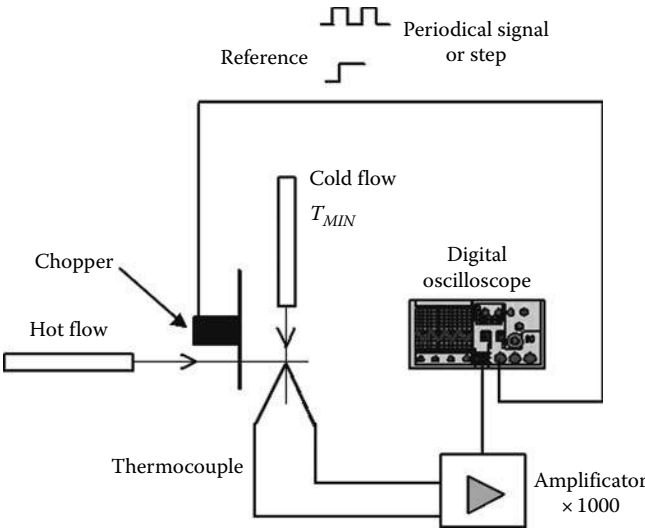 Periodical signal
or step
Reference
Cold flow
T_MIN
Chopper
Digital
oscilloscope
Hot flow
Thermocouple
Amplificator
× 1000